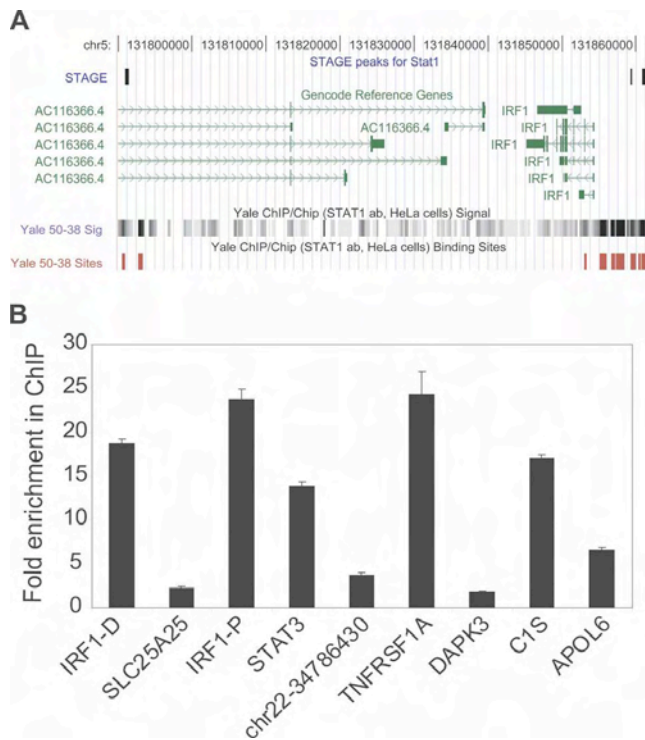 A
chr5: 131800000 131810000 131820000 131830000 131840000 131850000 131860000
STAGE peaks for Stat1
STAGE
Gencode Reference Genes
AC116366.4 IRF1
AC116366.4 AC116366.4 IRF1
AC116366.4 IRF1
AC116366.4 IRF1
AC116366.4 IRF1
IRF1
Yale ChIP/Chip (STAT1 ab, HeLa cells) Signal
Yale 50-38 Sig
Yale ChIP/Chip (STAT1 ab, HeLa cells) Binding Sites
Yale 50-38 Sites
B
Fold enrichment in ChIP
30
25
20
15
10
5
0
IRF1-D SLC25A25 IRF1-P STAT3 chr22-34786430 TNFRSF1A DAPK3 C1S APOL6